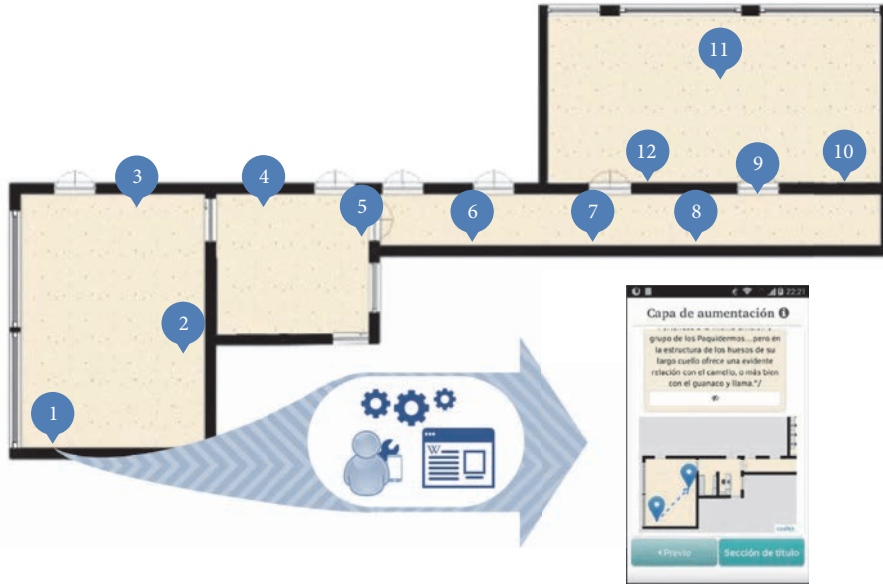 11
12
9
10
3
4
5
6
7
8
2
1
W
22:21
Capa de aumentación
grupo de los Paquidermos...pero en
la estructura de los huesos de su
largo cuello ofrece una evidente
relación con el camello, o más bien
con el guanaco y llama."/
Previo
Sección de título